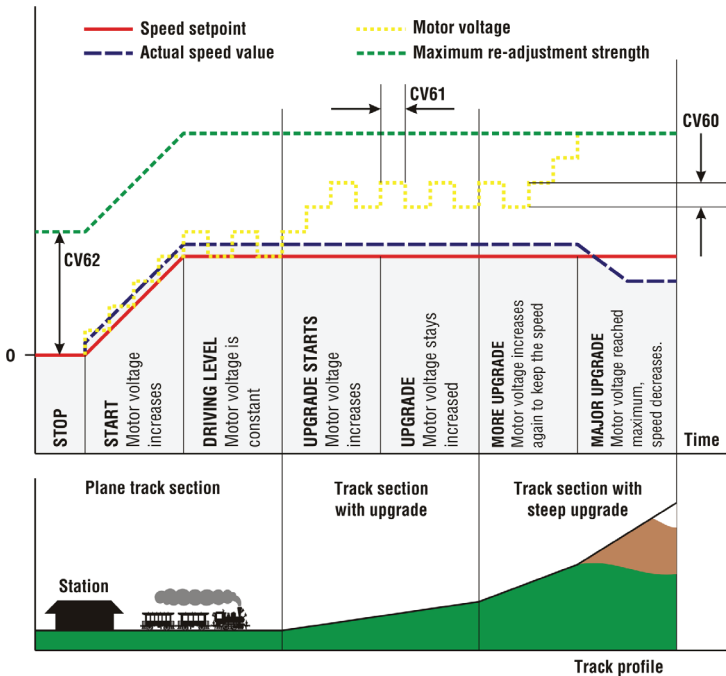 Speed setpoint
Actual speed value
Motor voltage
Maximum re-adjustment strength
CV61
CV60
CV62
0
STOP
START
Motor voltage
increases
DRIVING LEVEL
Motor voltage is
constant
UPGRADE STARTS
Motor voltage
increases
UPGRADE
Motor voltage stays
increased
MORE UPGRADE
Motor voltage increases
again to keep the speed
MAJOR UPGRADE
Motor voltage reached
maximum,
speed decreases.
Time
Plane track section
Track section
with upgrade
Track section with
steep upgrade
Station
Track profile